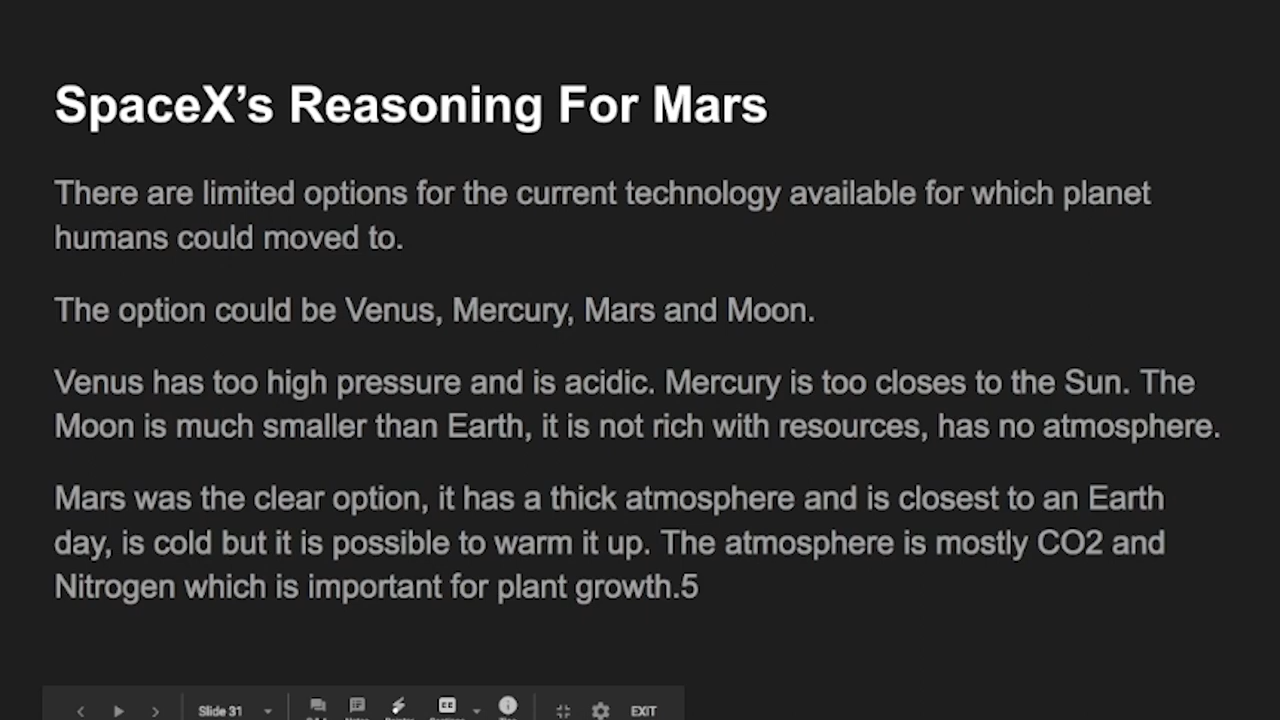 SpaceX’s Reasoning For Mars
There are limited options for the current technology available for which planet
humans could moved to.
The option could be Venus, Mercury, Mars and Moon.
Venus has too high pressure and is acidic. Mercury is too closes to the Sun. The
Moon is much smaller than Earth, it is not rich with resources, has no atmosphere.
Mars was the clear option, it has a thick atmosphere and is closest to an Earth
day, is cold but it is possible to warm it up. The atmosphere is mostly CO2 and
Nitrogen which is important for plant growth.5
Slide 31 CC EXIT